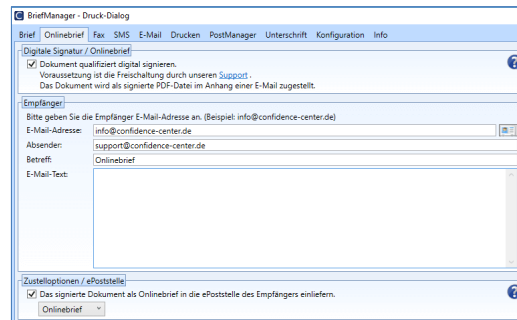 BriefManager - Druck-Dialog
Brief Onlinebrief Fax SMS E-Mail Drucken PostManager Unterschrift Konfiguration Info
Digitale Signatur / Onlinebrief
Dokument qualifiziert digital signieren.
Voraussetzung ist die Freischaltung durch unseren Support .
Das Dokument wird als signierte PDF-Datei im Anhang einer E-Mail zugestellt.
Empfänger
Bitte geben Sie die Empfänger E-Mail-Adresse an. (Beispiel: info@confidence-center.de)
E-Mail-Adresse: info@confidence-center.de
Absender: support@confidence-center.de
Betreff: Onlinebrief
E-Mail-Text:
Zustelloptionen / ePoststelle
Das signierte Dokument als Onlinebrief in die ePoststelle des Empfängers einliefern.
Onlinebrief